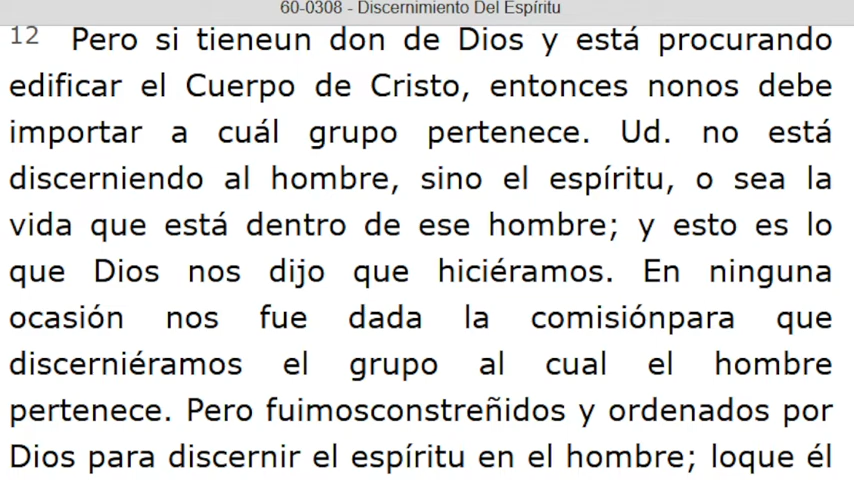 60-0308 - Discernimiento Del Espíritu
12 Pero si tieneun don de Dios y está procurando
edificar el Cuerpo de Cristo, entonces nonos debe
importar a cuál grupo pertenece. Ud. no está
discerniendo al hombre, sino el espíritu, o sea la
vida que está dentro de ese hombre; y esto es lo
que Dios nos dijo que hiciéramos. En ninguna
ocasión nos fue dada la comisiónpara que
discerniéramos el grupo al cual el hombre
pertenece. Pero fuimosconstreñidos y ordenados por
Dios para discernir el espíritu en el hombre; loque él